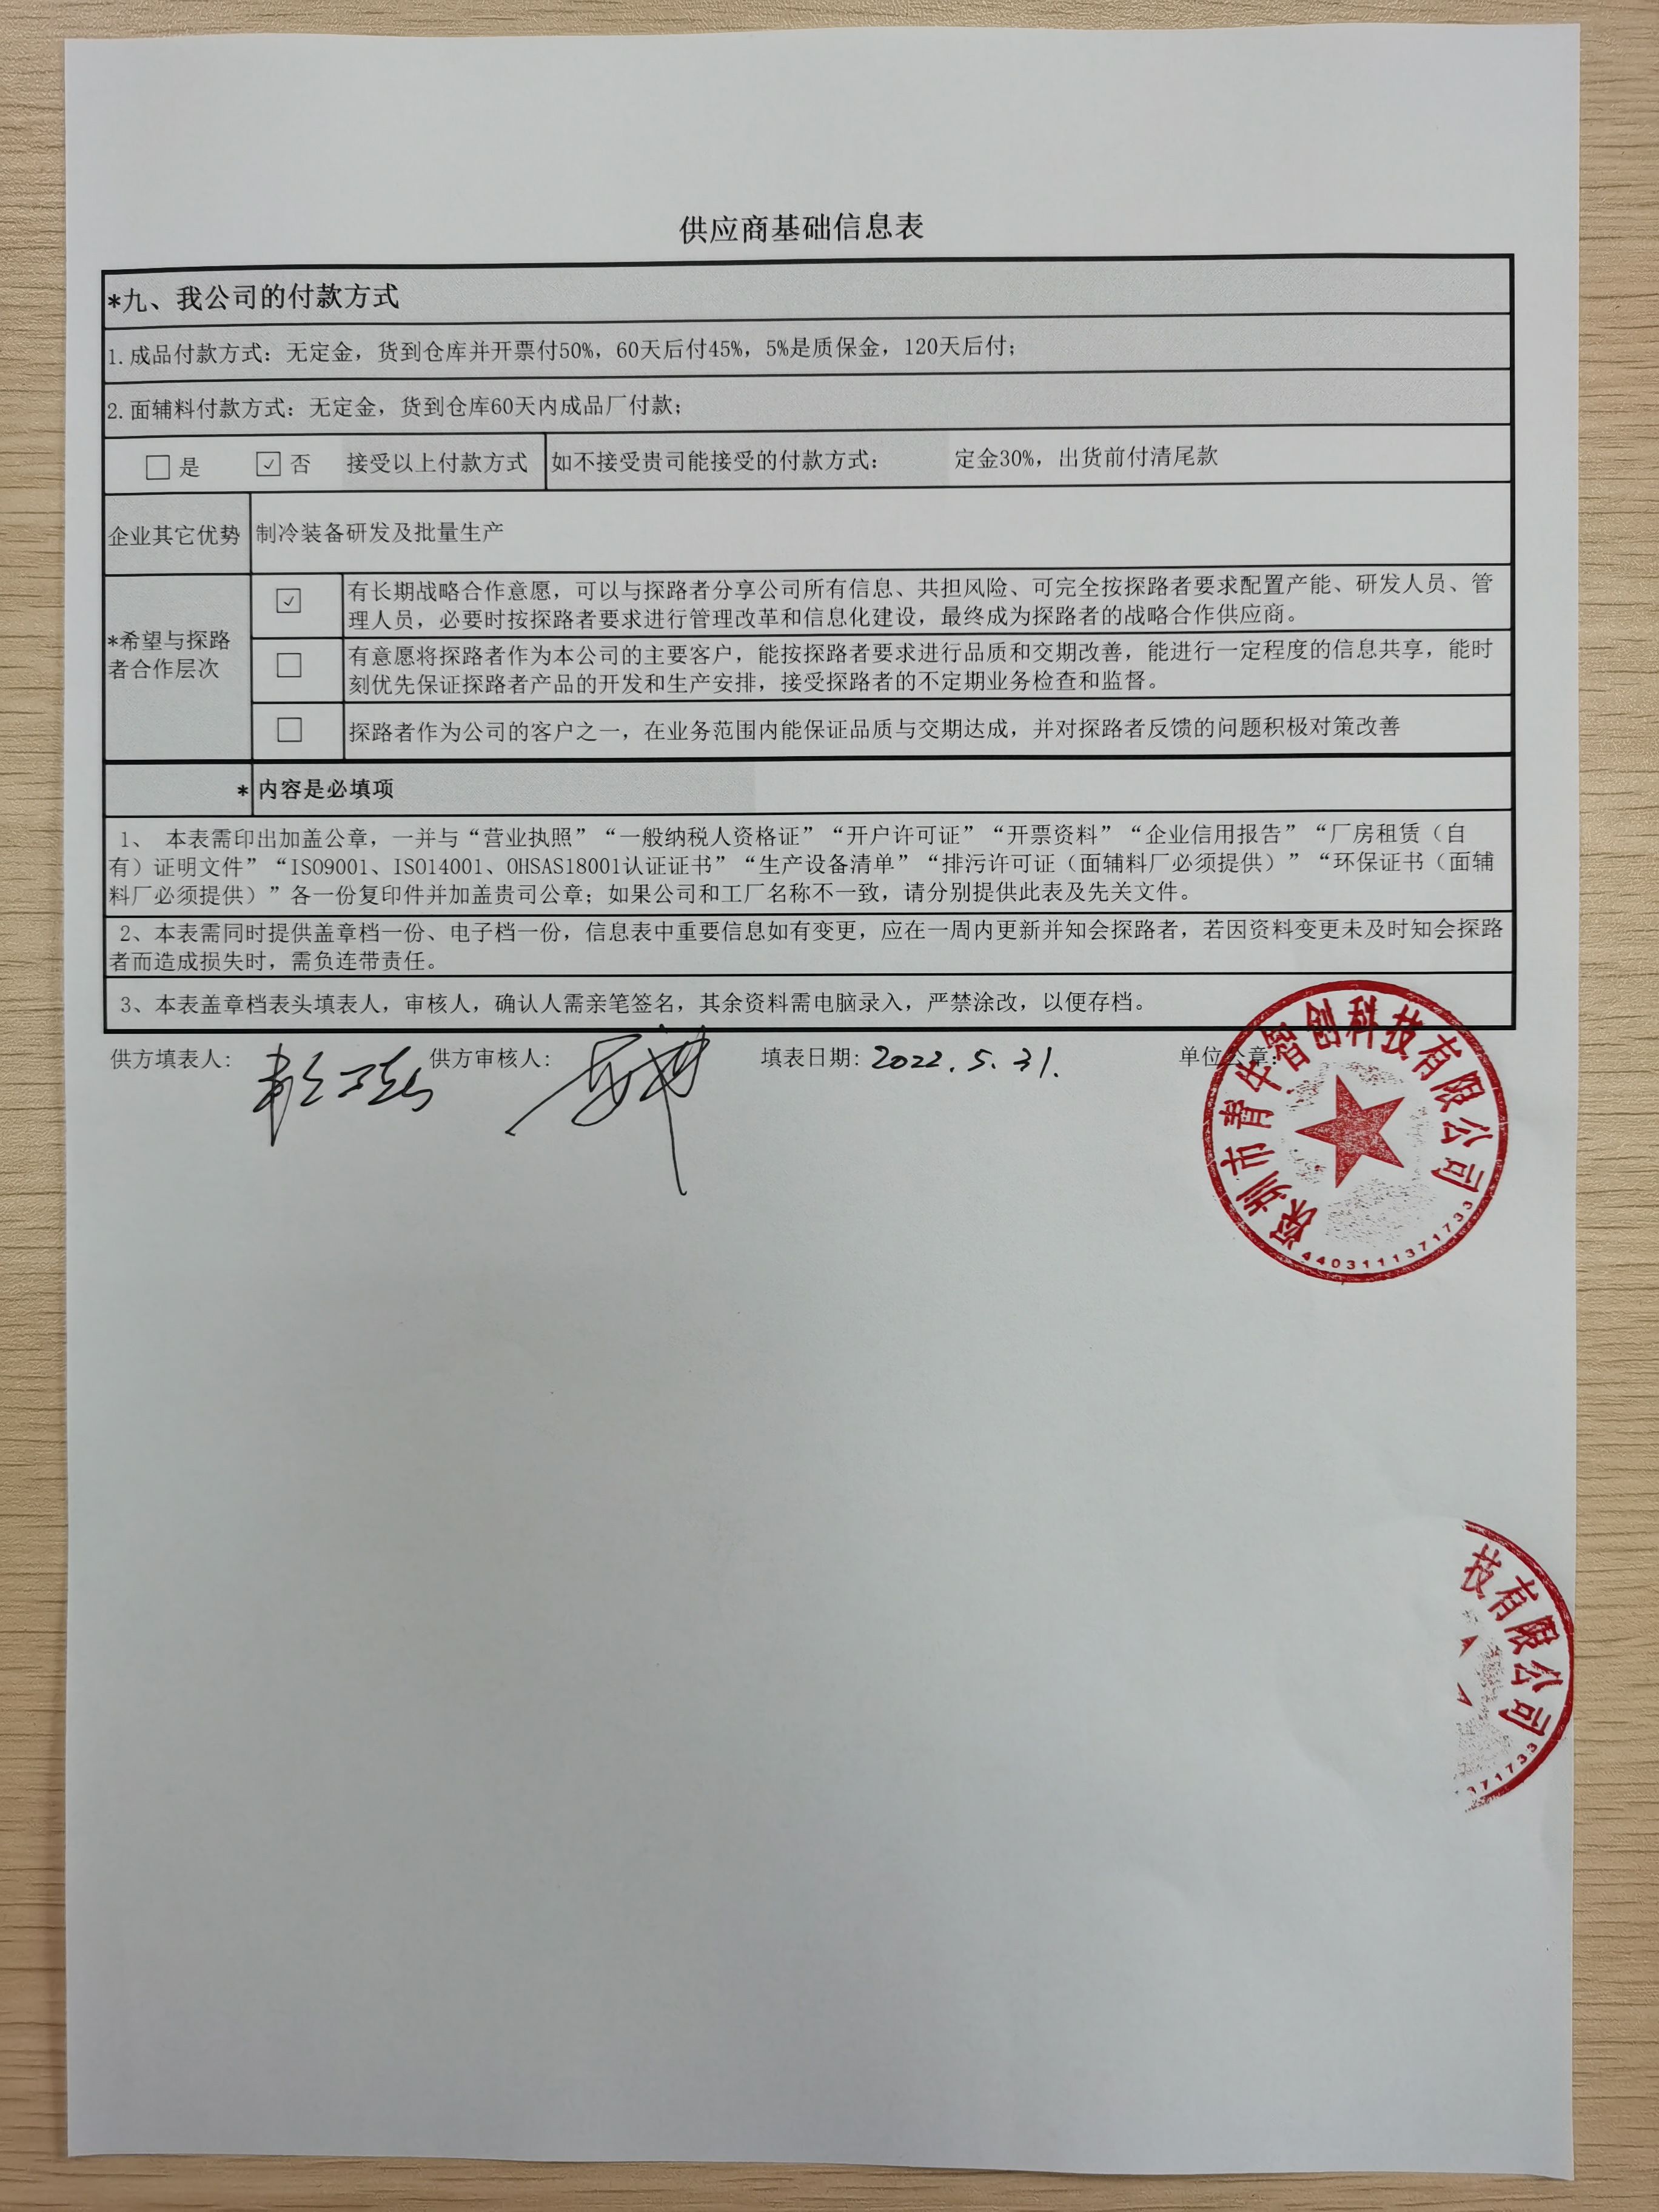 供应商基础信息表
*九、我公司的付款方式
1.成品付款方式：无定金，货到仓库并开票付50%，60天后付45%，5%是质保金，120天后付；
2.面辅料付款方式：无定金，货到仓库60天内成品厂付款；
□ 是 ☑ 否 接受以上付款方式 如不接受贵司能接受的付款方式： 定金30%，出货前付清尾款
企业其它优势 制冷装备研发及批量生产
*希望与探路
者合作层次
☑ 有长期战略合作意愿，可以与探路者分享公司所有信息、共担风险、可完全按探路者要求配置产能、研发人员、管
理人员，必要时按探路者要求进行管理改革和信息化建设，最终成为探路者的战略合作供应商。
□ 有意愿将探路者作为本公司的主要客户，能按探路者要求进行品质和交期改善，能进行一定程度的信息共享，能时
刻优先保证探路者产品的开发和生产安排，接受探路者的不定期业务检查和监督。
□ 探路者作为公司的客户之一，在业务范围内能保证品质与交期达成，并对探路者反馈的问题积极对策改善
* 内容是必填项
1、 本表需印出加盖公章，一并与“营业执照”“一般纳税人资格证”“开户许可证”“开票资料”“企业信用报告”“厂房租赁（自
有）证明文件”“ISO9001、ISO14001、OHSAS18001认证证书”“生产设备清单”“排污许可证（面辅料厂必须提供）”“环保证书（面辅
料厂必须提供）”各一份复印件并加盖贵司公章；如果公司和工厂名称不一致，请分别提供此表及先关文件。
2、本表需同时提供盖章档一份、电子档一份，信息表中重要信息如有变更，应在一周内更新并知会探路者，若因资料变更未及时知会探路
者而造成损失时，需负连带责任。
3、本表盖章档表头填表人，审核人，确认人需亲笔签名，其余资料需电脑录入，严禁涂改，以便存档。
供方填表人： 供方审核人： 填表日期：2022.5.31. 单位公章：
深圳市青牛智创科技有限公司
4403111371733
技有限公司
371733